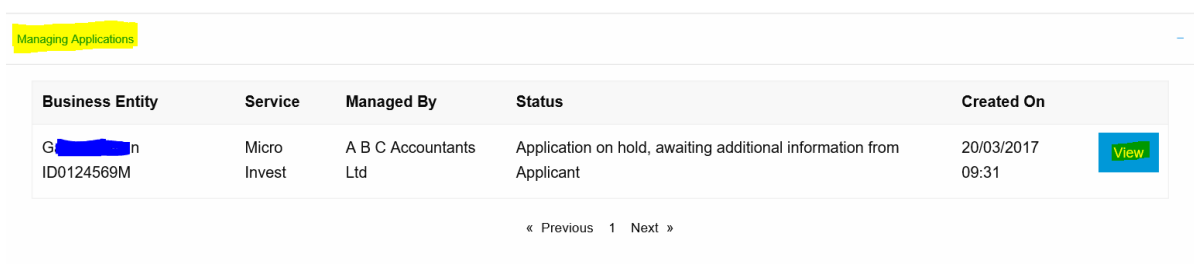 Managing Applications
Business Entity Service Managed By Status Created On
Micro A B C Accountants Application on hold, awaiting additional information from 20/03/2017 View
ID0124569M Invest Ltd Applicant 09:31
« Previous 1 Next »